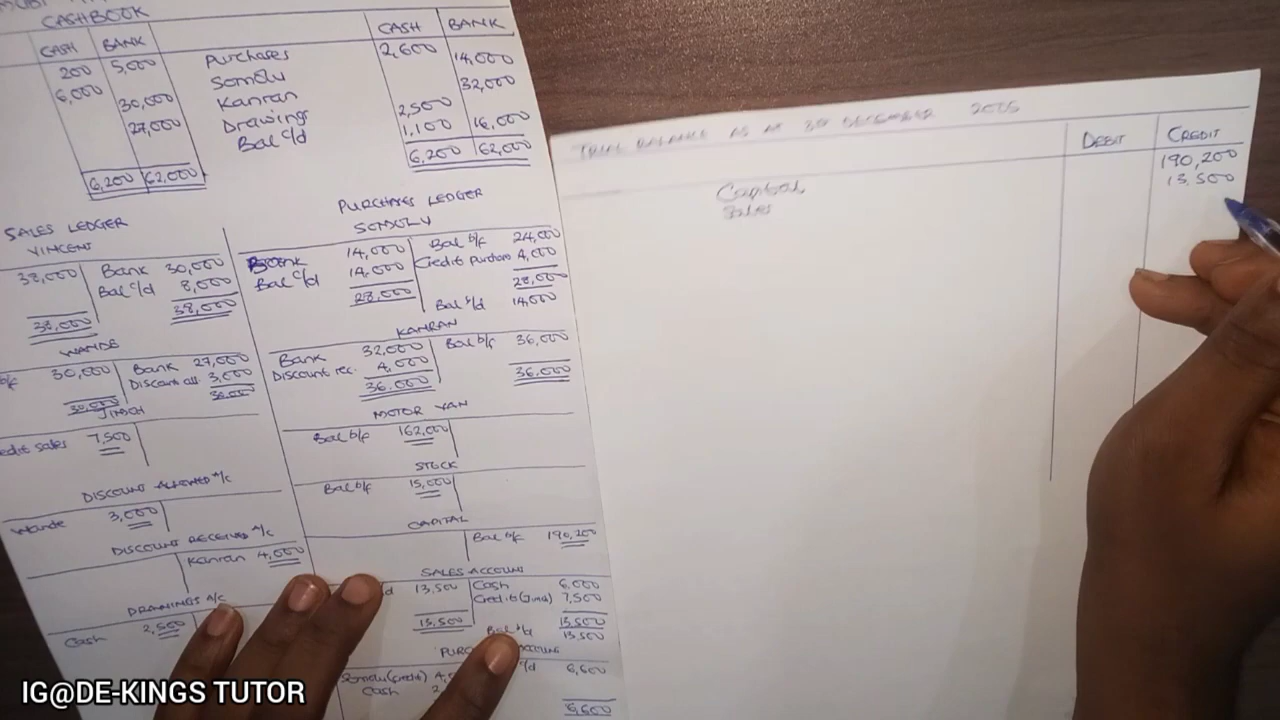 CASHBOOK
CASH BANK CASH BANK
200 5,000 Purchases 2,600
6,000 Somolu 14,000
30,000 Kanran 32,000
27,000 Drawings 2,500
Bal c/d 1,100 16,000
6,200 62,000 6,200 62,000
SALES LEDGER
VINCENT
38,000 Bank 30,000
Bal c/d 8,000
38,000 38,000
WANDE
b/f 30,000 Bank 27,000
Discount all. 3,000
30,000 30,000
JIMOH
edit sales 7,500
DISCOUNT ALLOWED A/C
Wande 3,000
DISCOUNT RECEIVED A/C
Kanran 4,000
DRAWINGS A/C
Cash 2,500
PURCHASES LEDGER
SOMOLU
Bank 14,000 Bal b/f 24,000
Bal c/d 14,000 Credit purchase 4,000
28,000 28,000
Bal b/d 14,000
KANRAN
Bank 32,000 Bal b/f 36,000
Discount rec. 4,000
36,000 36,000
MOTOR VAN
Bal b/f 162,000
STOCK
Bal b/f 15,000
CAPITAL
Bal b/f 190,200
SALES ACCOUNT
/d 13,500 Cash 6,000
Credit (Jimoh) 7,500
13,500 13,500
Bal b/d 13,500
Somolu (credit) 4, /d 6,600
Cash 2,
6,600
TRIAL BALANCE AS AT 31ST DECEMBER 2005
DEBIT CREDIT
Capital 190,200
Sales 13,500
IG@DE-KINGS TUTOR